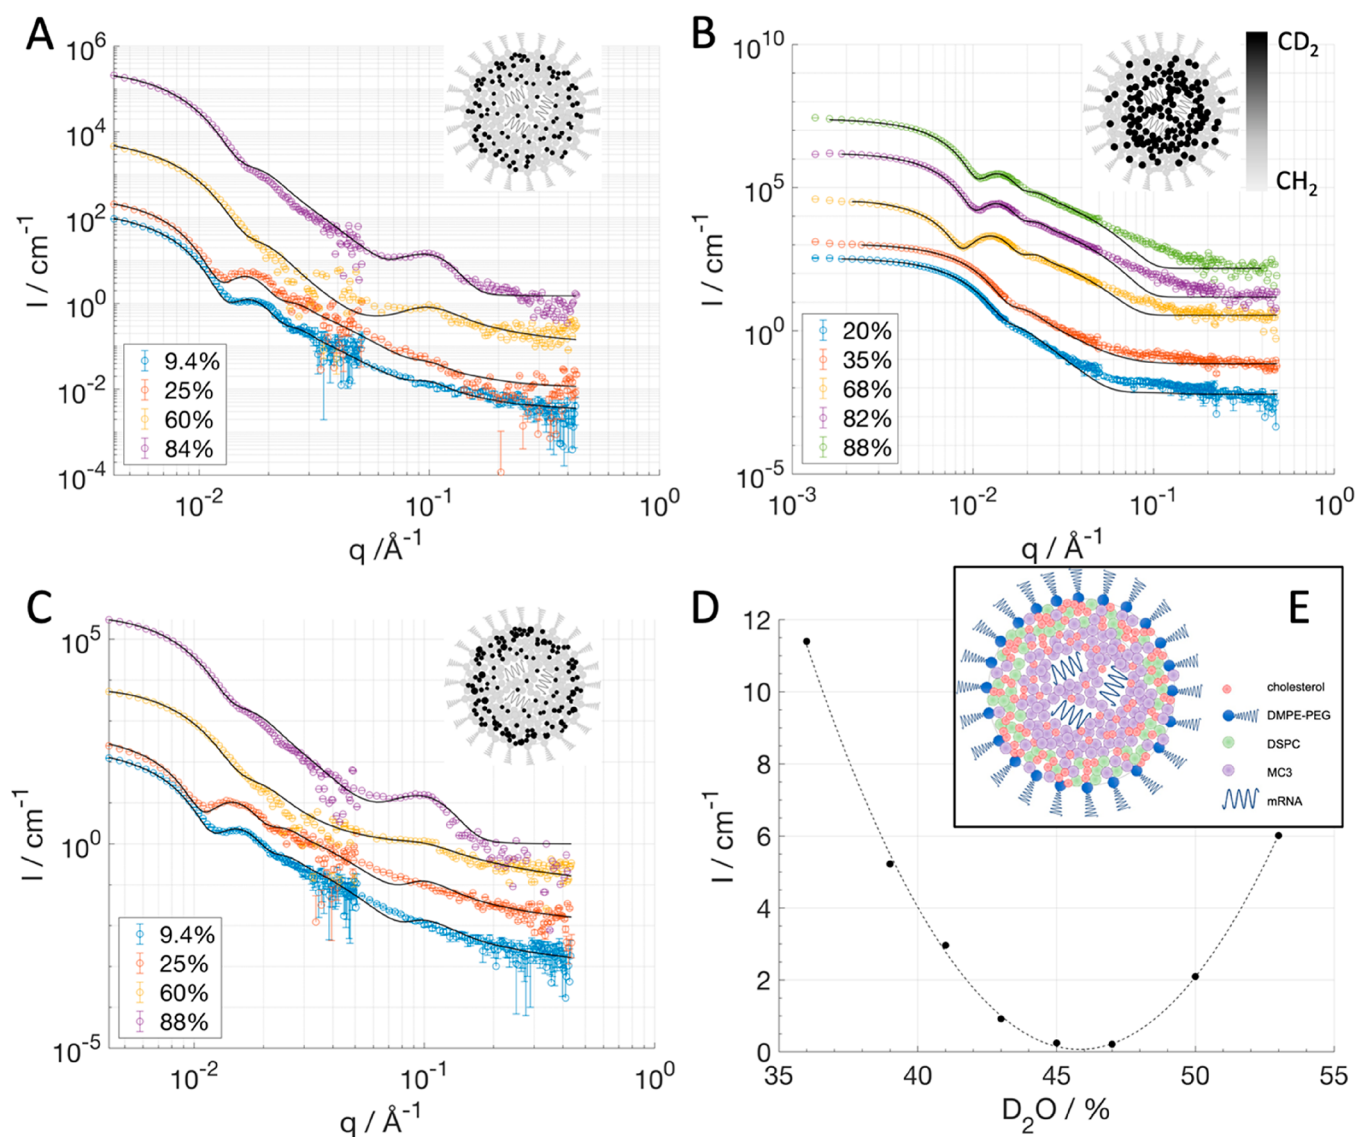 A
10^6
10^4
10^2
10^0
10^-2
10^-4
I / cm^-1
9.4%
25%
60%
84%
10^-2
10^-1
10^0
q /Å^-1
B
10^10
10^5
10^0
10^-5
I / cm^-1
CD_2
CH_2
20%
35%
68%
82%
88%
10^-3
10^-2
10^-1
10^0
q / Å^-1
C
10^5
10^0
10^-5
I / cm^-1
9.4%
25%
60%
88%
10^-2
10^-1
10^0
q / Å^-1
D
12
10
8
6
4
2
0
I / cm^-1
35
40
45
50
55
D_2O / %
E
cholesterol
DMPE-PEG
DSPC
MC3
mRNA